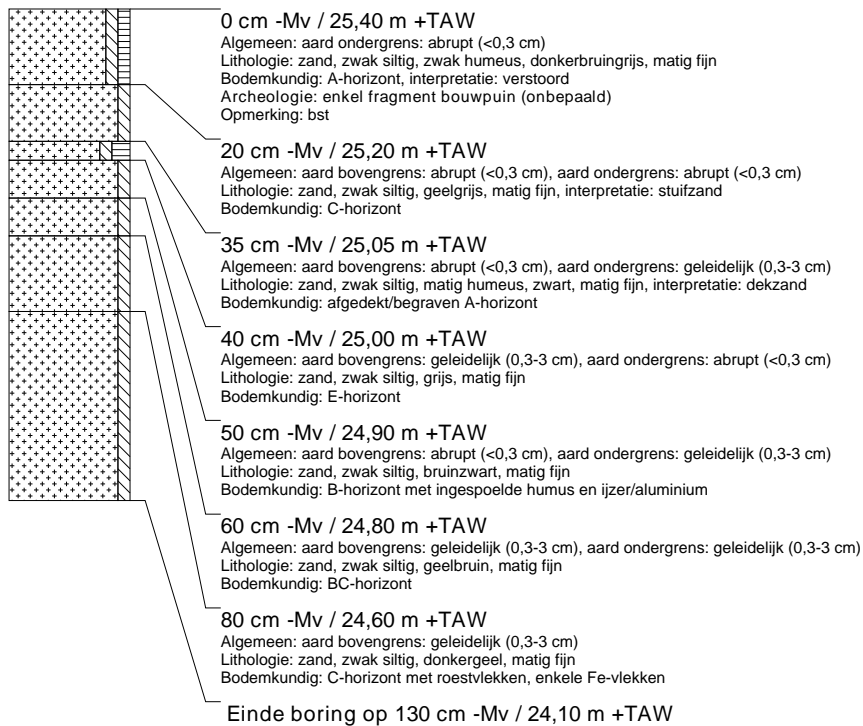 0 cm -Mv / 25,40 m +TAW
Algemeen: aard ondergrens: abrupt (<0,3 cm)
Lithologie: zand, zwak siltig, zwak humeus, donkerbruingrijs, matig fijn
Bodemkundig: A-horizont, interpretatie: verstoord
Archeologie: enkel fragment bouwpuin (onbepaald)
Opmerking: bst
20 cm -Mv / 25,20 m +TAW
Algemeen: aard bovengrens: abrupt (<0,3 cm), aard ondergrens: abrupt (<0,3 cm)
Lithologie: zand, zwak siltig, geelgrijs, matig fijn, interpretatie: stuifzand
Bodemkundig: C-horizont
35 cm -Mv / 25,05 m +TAW
Algemeen: aard bovengrens: abrupt (<0,3 cm), aard ondergrens: geleidelijk (0,3-3 cm)
Lithologie: zand, zwak siltig, matig humeus, zwart, matig fijn, interpretatie: dekzand
Bodemkundig: afgedekt/begraven A-horizont
40 cm -Mv / 25,00 m +TAW
Algemeen: aard bovengrens: geleidelijk (0,3-3 cm), aard ondergrens: abrupt (<0,3 cm)
Lithologie: zand, zwak siltig, grijs, matig fijn
Bodemkundig: E-horizont
50 cm -Mv / 24,90 m +TAW
Algemeen: aard bovengrens: abrupt (<0,3 cm), aard ondergrens: geleidelijk (0,3-3 cm)
Lithologie: zand, zwak siltig, bruinzwart, matig fijn
Bodemkundig: B-horizont met ingespoelde humus en ijzer/aluminium
60 cm -Mv / 24,80 m +TAW
Algemeen: aard bovengrens: geleidelijk (0,3-3 cm), aard ondergrens: geleidelijk (0,3-3 cm)
Lithologie: zand, zwak siltig, geelbruin, matig fijn
Bodemkundig: BC-horizont
80 cm -Mv / 24,60 m +TAW
Algemeen: aard bovengrens: geleidelijk (0,3-3 cm)
Lithologie: zand, zwak siltig, donkergeel, matig fijn
Bodemkundig: C-horizont met roestvlekken, enkele Fe-vlekken
Einde boring op 130 cm -Mv / 24,10 m +TAW